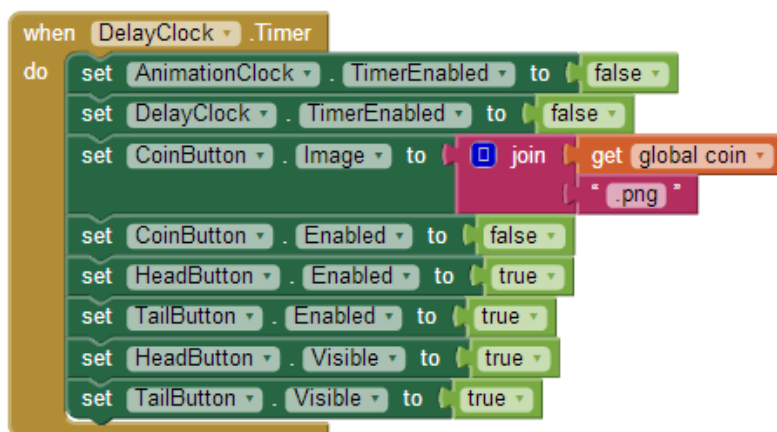 when DelayClock .Timer
do set AnimationClock . TimerEnabled to false
set DelayClock . TimerEnabled to false
set CoinButton . Image to join get global coin
“ .png ”
set CoinButton . Enabled to false
set HeadButton . Enabled to true
set TailButton . Enabled to true
set HeadButton . Visible to true
set TailButton . Visible to true